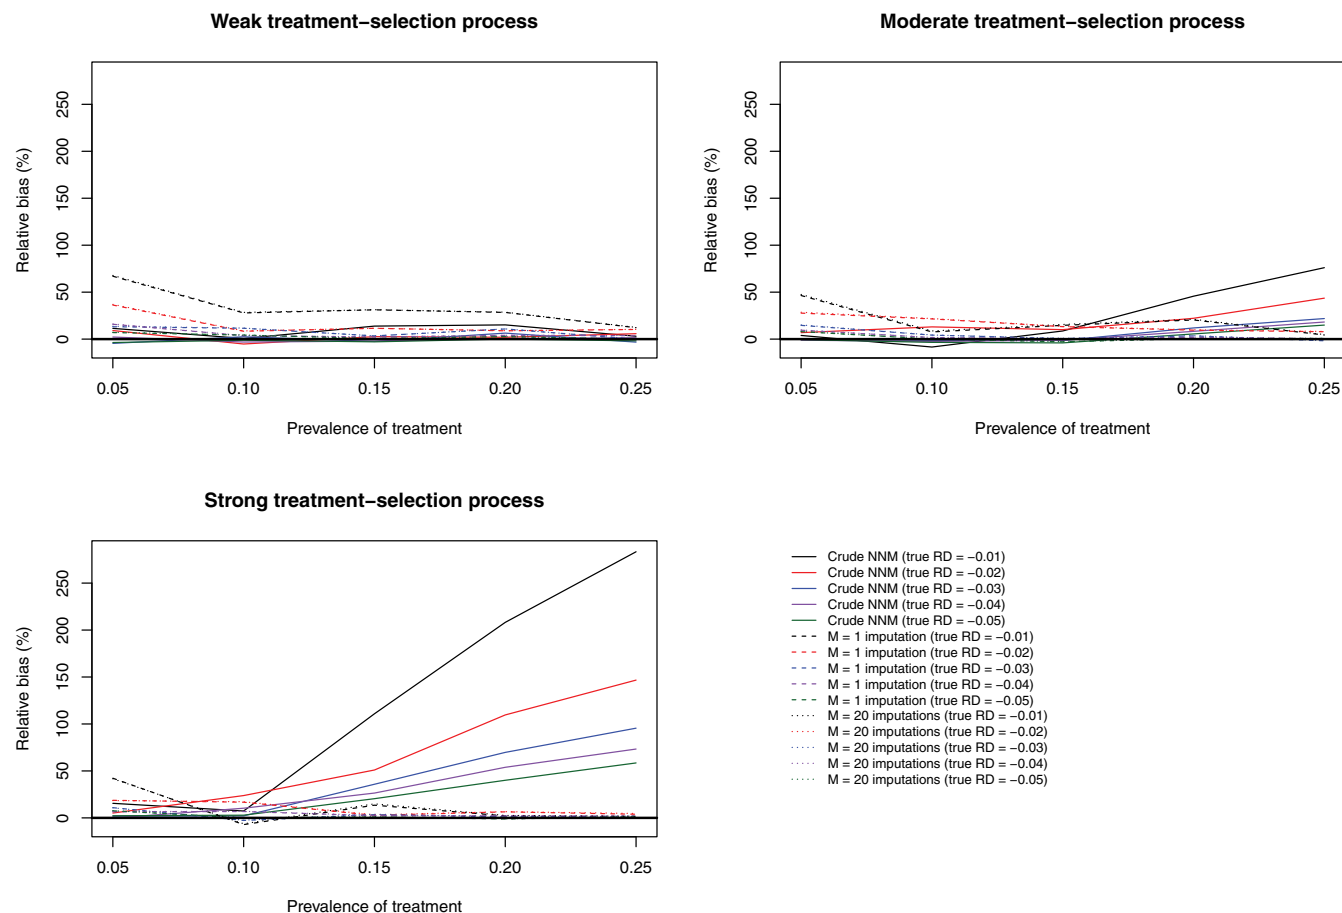 Weak treatment−selection process
Relative bias (%)
0 50 100 150 200 250
0.05 0.10 0.15 0.20 0.25
Prevalence of treatment
Moderate treatment−selection process
Relative bias (%)
0 50 100 150 200 250
0.05 0.10 0.15 0.20 0.25
Prevalence of treatment
Strong treatment−selection process
Relative bias (%)
0 50 100 150 200 250
0.05 0.10 0.15 0.20 0.25
Prevalence of treatment
Crude NNM (true RD = −0.01)
Crude NNM (true RD = −0.02)
Crude NNM (true RD = −0.03)
Crude NNM (true RD = −0.04)
Crude NNM (true RD = −0.05)
M = 1 imputation (true RD = −0.01)
M = 1 imputation (true RD = −0.02)
M = 1 imputation (true RD = −0.03)
M = 1 imputation (true RD = −0.04)
M = 1 imputation (true RD = −0.05)
M = 20 imputations (true RD = −0.01)
M = 20 imputations (true RD = −0.02)
M = 20 imputations (true RD = −0.03)
M = 20 imputations (true RD = −0.04)
M = 20 imputations (true RD = −0.05)